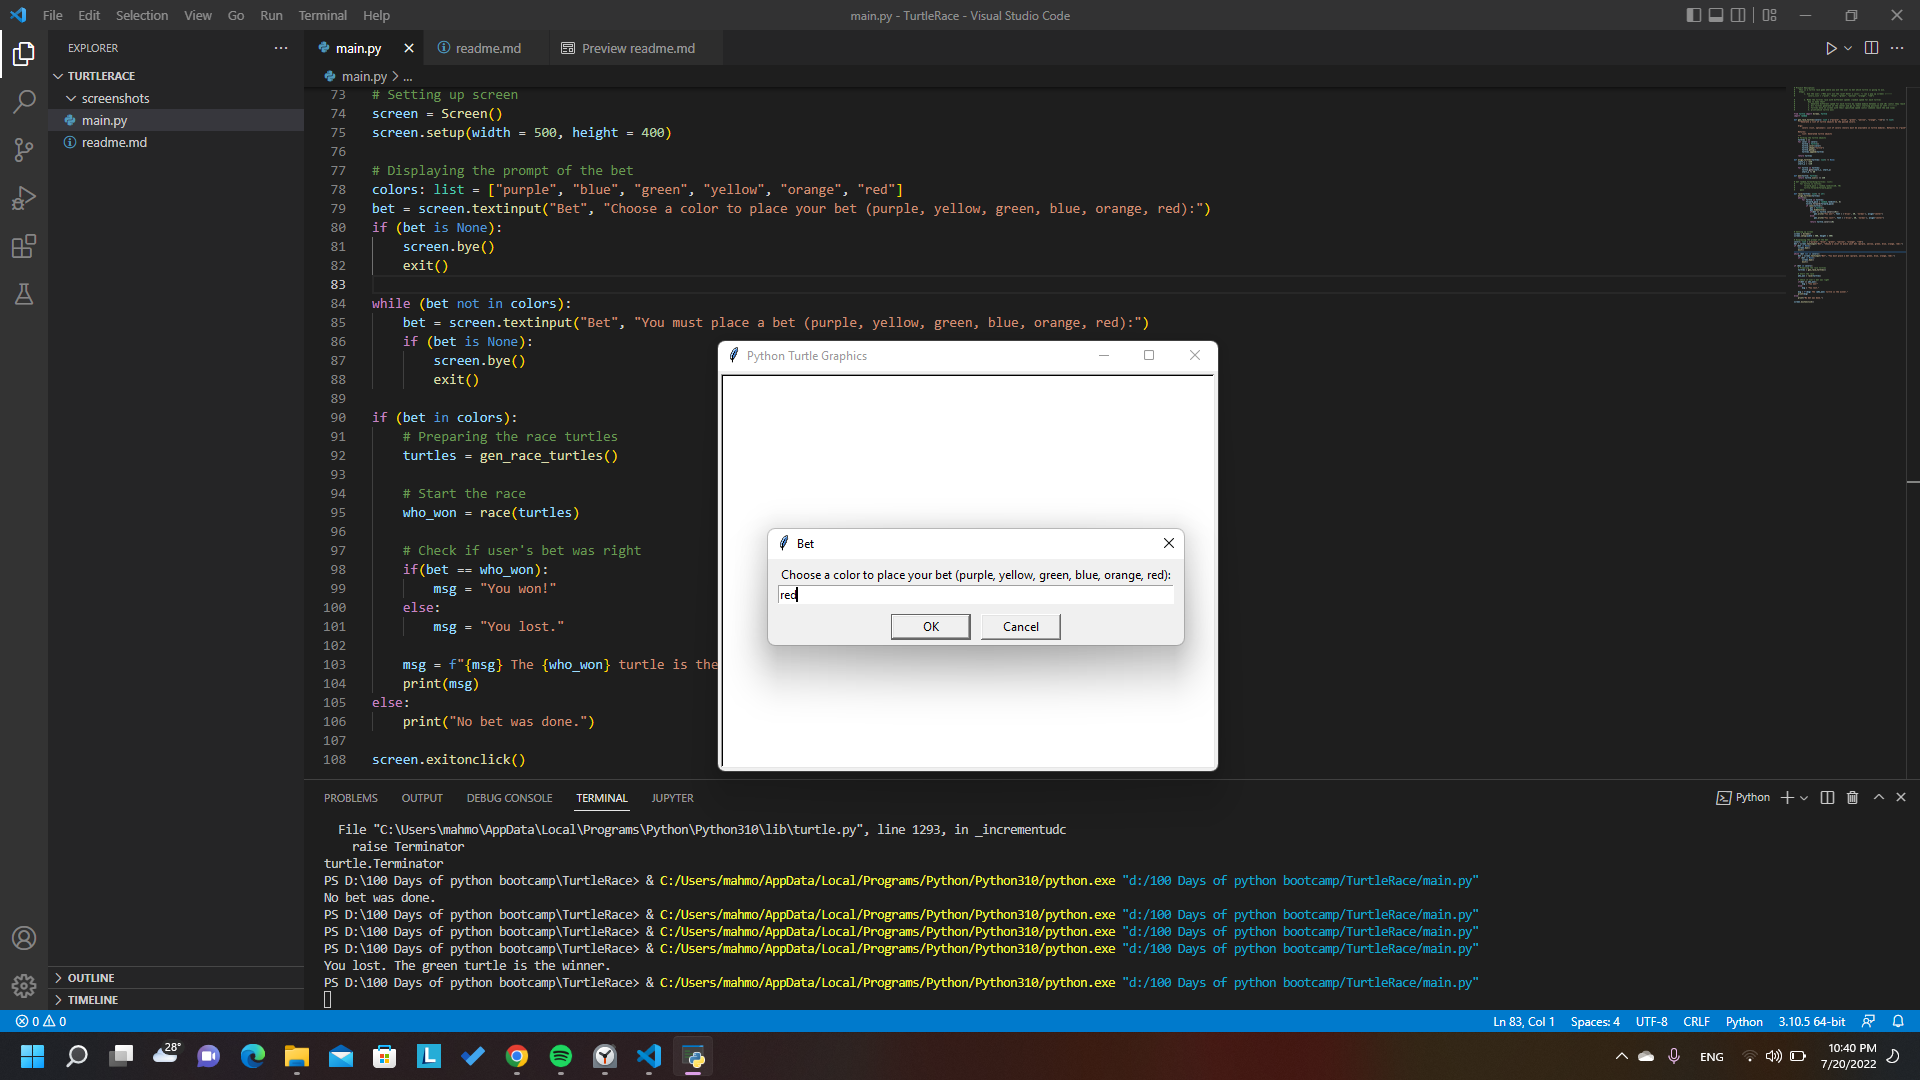 File Edit Selection View Go Run Terminal Help
main.py - TurtleRace - Visual Studio Code
EXPLORER
TURTLERACE
screenshots
main.py
readme.md
OUTLINE
TIMELINE
main.py readme.md Preview readme.md
main.py > ...
73 # Setting up screen
74 screen = Screen()
75 screen.setup(width = 500, height = 400)
76
77 # Displaying the prompt of the bet
78 colors: list = ["purple", "blue", "green", "yellow", "orange", "red"]
79 bet = screen.textinput("Bet", "Choose a color to place your bet (purple, yellow, green, blue, orange, red):")
80 if (bet is None):
81 screen.bye()
82 exit()
83
84 while (bet not in colors):
85 bet = screen.textinput("Bet", "You must place a bet (purple, yellow, green, blue, orange, red):")
86 if (bet is None):
87 screen.bye()
88 exit()
89
90 if (bet in colors):
91 # Preparing the race turtles
92 turtles = gen_race_turtles()
93
94 # Start the race
95 who_won = race(turtles)
96
97 # Check if user's bet was right
98 if(bet == who_won):
99 msg = "You won!"
100 else:
101 msg = "You lost."
102
103 msg = f"{msg} The {who_won} turtle is the
104 print(msg)
105 else:
106 print("No bet was done.")
107
108 screen.exitonclick()
Python Turtle Graphics
Bet
Choose a color to place your bet (purple, yellow, green, blue, orange, red):
red
OK Cancel
PROBLEMS OUTPUT DEBUG CONSOLE TERMINAL JUPYTER
Python
File "C:\Users\mahmo\AppData\Local\Programs\Python\Python310\lib\turtle.py", line 1293, in _incrementudc
raise Terminator
turtle.Terminator
PS D:\100 Days of python bootcamp\TurtleRace> & C:/Users/mahmo/AppData/Local/Programs/Python/Python310/python.exe "d:/100 Days of python bootcamp/TurtleRace/main.py"
No bet was done.
PS D:\100 Days of python bootcamp\TurtleRace> & C:/Users/mahmo/AppData/Local/Programs/Python/Python310/python.exe "d:/100 Days of python bootcamp/TurtleRace/main.py"
PS D:\100 Days of python bootcamp\TurtleRace> & C:/Users/mahmo/AppData/Local/Programs/Python/Python310/python.exe "d:/100 Days of python bootcamp/TurtleRace/main.py"
PS D:\100 Days of python bootcamp\TurtleRace> & C:/Users/mahmo/AppData/Local/Programs/Python/Python310/python.exe "d:/100 Days of python bootcamp/TurtleRace/main.py"
You lost. The green turtle is the winner.
PS D:\100 Days of python bootcamp\TurtleRace> & C:/Users/mahmo/AppData/Local/Programs/Python/Python310/python.exe "d:/100 Days of python bootcamp/TurtleRace/main.py"
0 0
Ln 83, Col 1 Spaces: 4 UTF-8 CRLF Python 3.10.5 64-bit
28°
L
ENG
10:40 PM
7/20/2022